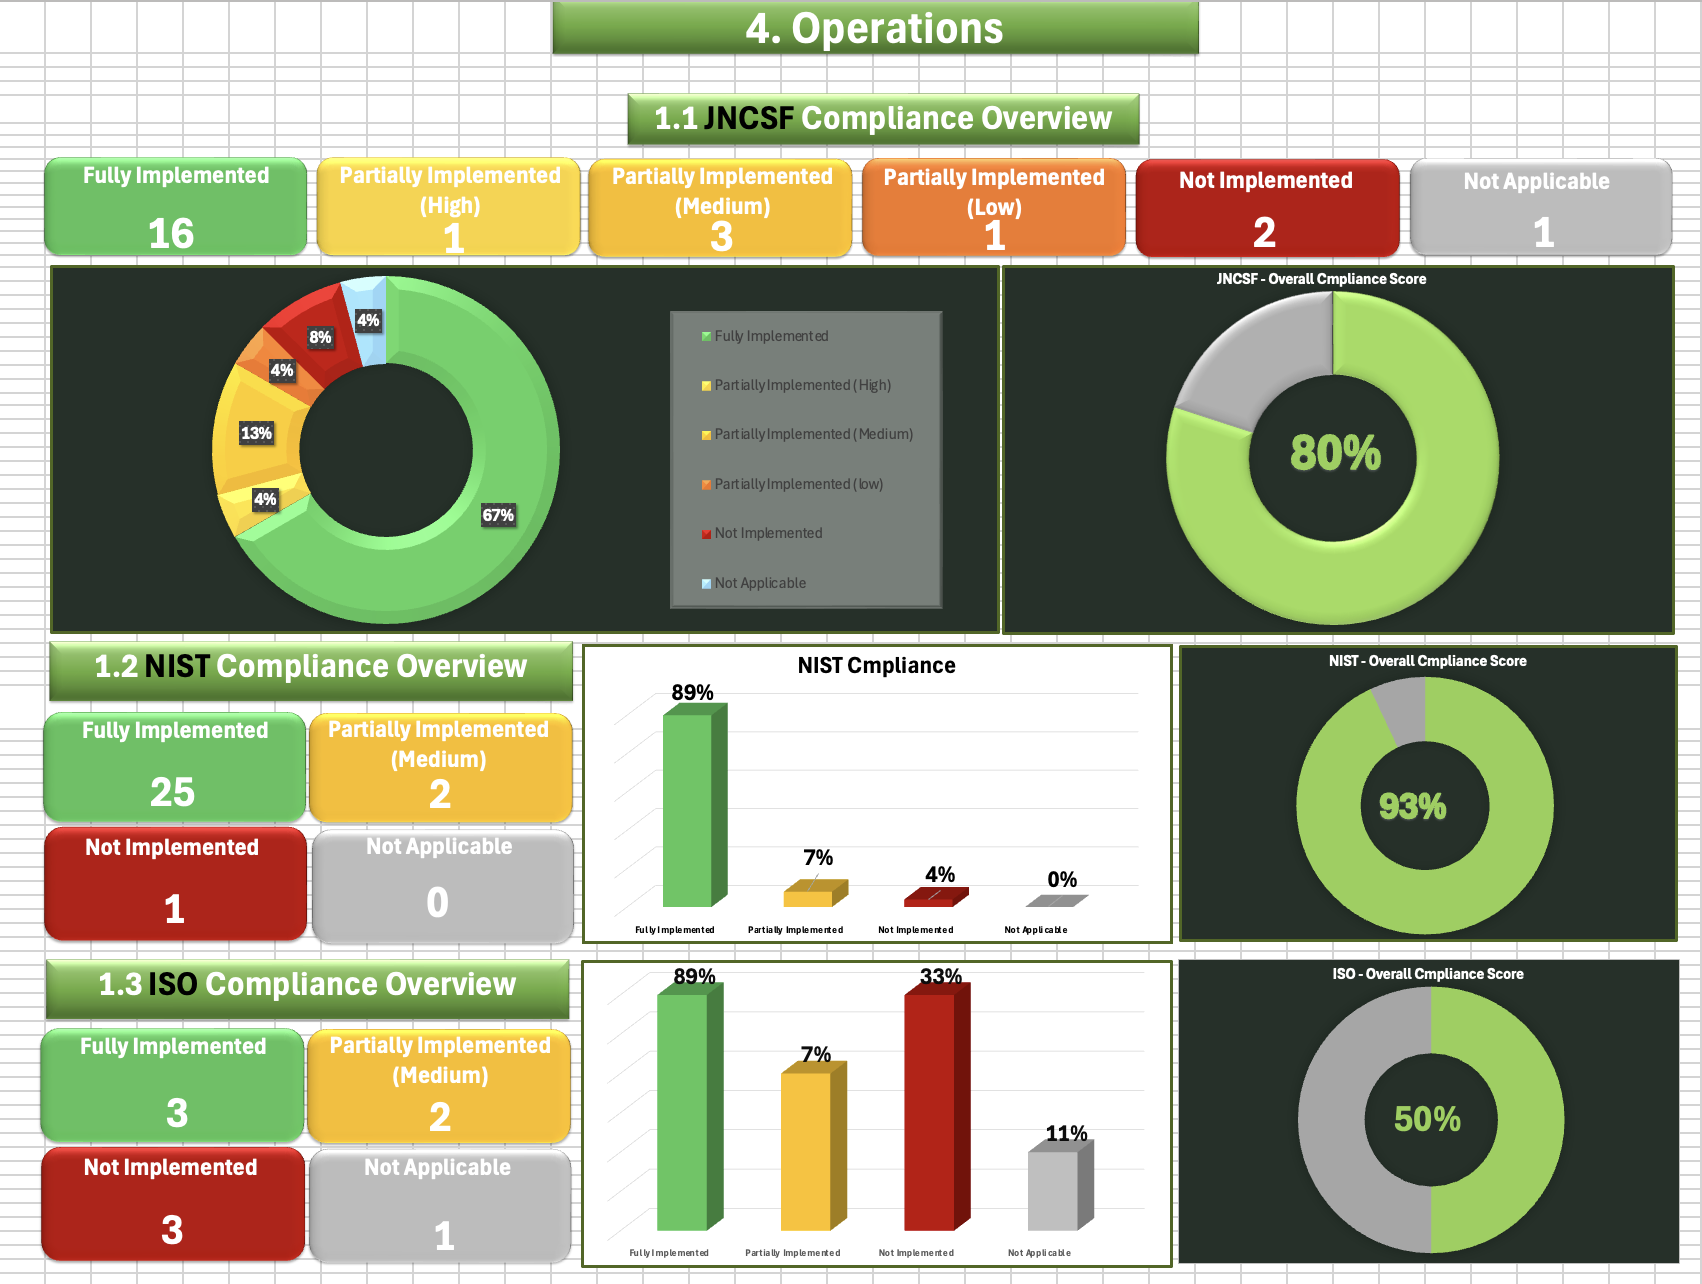 4. Operations
1.1 JNCSF Compliance Overview
Fully Implemented
16
Partially Implemented
(High)
1
Partially Implemented
(Medium)
3
Partially Implemented
(Low)
1
Not Implemented
2
Not Applicable
1
4%
8%
4%
13%
4%
67%
Fully Implemented
Partially Implemented (High)
Partially Implemented (Medium)
Partially Implemented (low)
Not Implemented
Not Applicable
JNCSF - Overall Cmpliance Score
80%
1.2 NIST Compliance Overview
Fully Implemented
25
Partially Implemented
(Medium)
2
Not Implemented
1
Not Applicable
0
NIST Cmpliance
89%
7%
4%
0%
Fully Implemented
Partially Implemented
Not Implemented
Not Applicable
NIST - Overall Cmpliance Score
93%
1.3 ISO Compliance Overview
Fully Implemented
3
Partially Implemented
(Medium)
2
Not Implemented
3
Not Applicable
1
89%
7%
33%
11%
Fully Implemented
Partially Implemented
Not Implemented
Not Applicable
ISO - Overall Cmpliance Score
50%